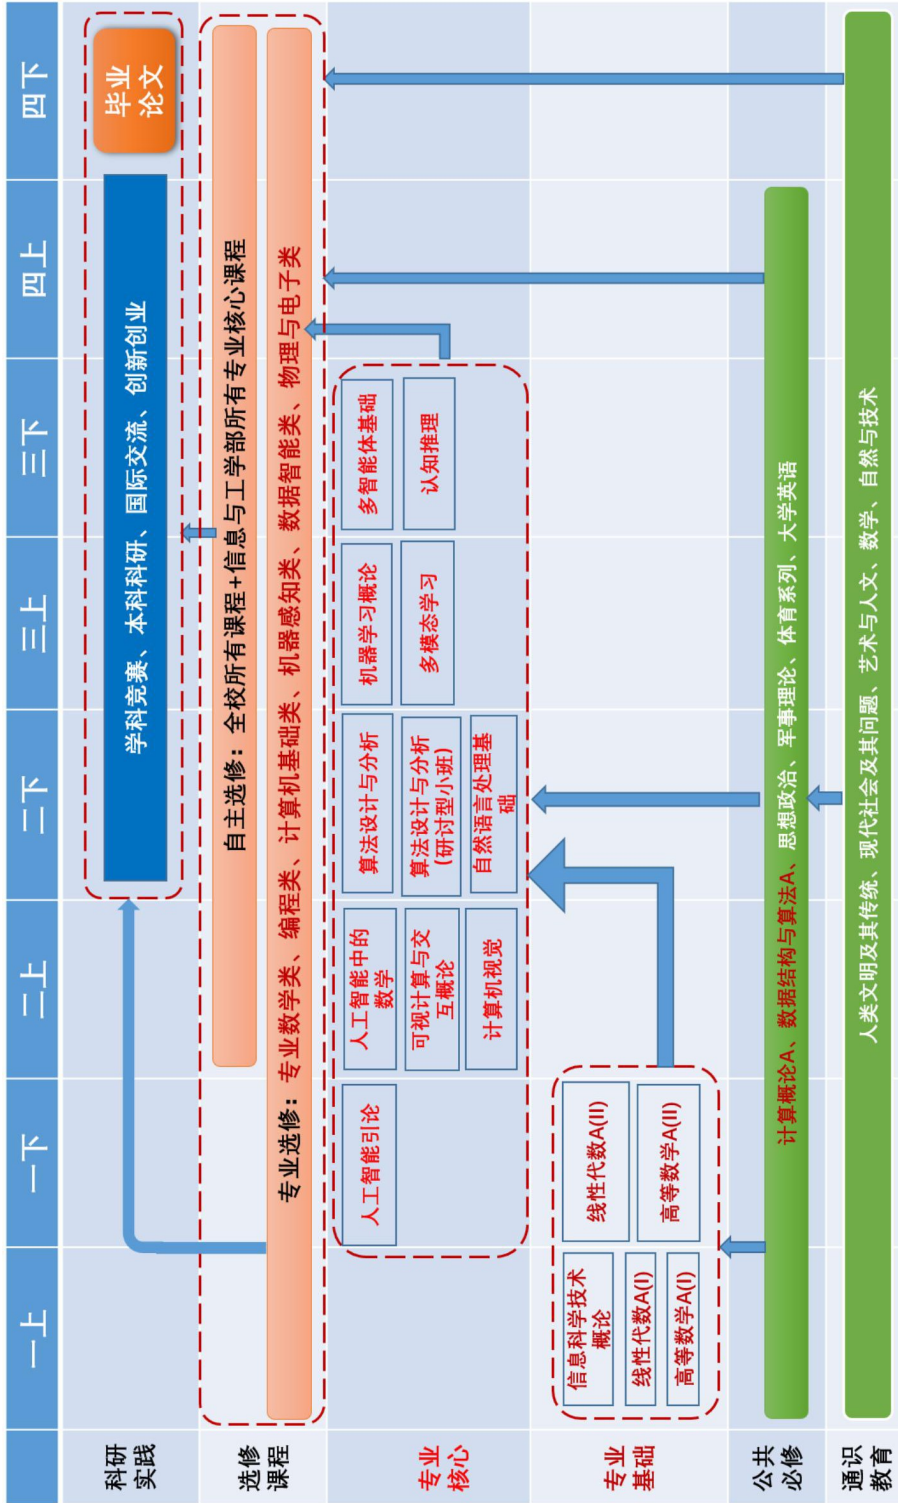 一上
一下
二上
二下
三上
三下
四上
四下
科研
实践
学科竞赛、本科科研、国际交流、创新创业
毕业
论文
选修
课程
自主选修：全校所有课程+信息与工学部所有专业核心课程
专业选修：专业数学类、编程类、计算机基础类、机器感知类、数据智能类、物理与电子类
专业
核心
人工智能引论
人工智能中的
数学
可视计算与交
互概论
计算机视觉
算法设计与分析
算法设计与分析
(研讨型小班)
自然语言处理基
础
机器学习概论
多模态学习
多智能体基础
认知推理
专业
基础
信息科学技术
概论
线性代数A(I)
高等数学A(I)
线性代数A(II)
高等数学A(II)
公共
必修
计算概论A、数据结构与算法A、思想政治、军事理论、体育系列、大学英语
通识
教育
人类文明及其传统、现代社会及其问题、艺术与人文、数学、自然与技术